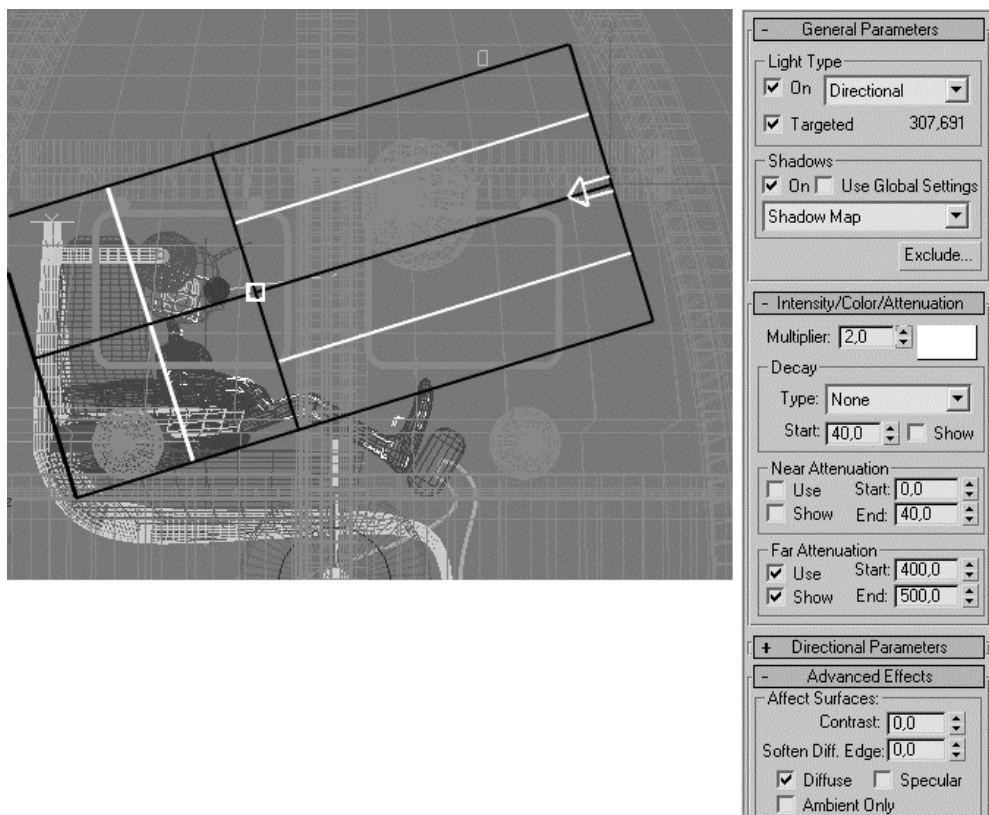 - General Parameters
Light Type
On Directional
Targeted 307,691
Shadows
On Use Global Settings
Shadow Map
Exclude...
- Intensity/Color/Attenuation
Multiplier: 2,0
Decay
Type: None
Start: 40,0 Show
Near Attenuation
Use Start: 0,0
Show End: 40,0
Far Attenuation
Use Start: 400,0
Show End: 500,0
+ Directional Parameters
- Advanced Effects
Affect Surfaces:
Contrast: 0,0
Soften Diff. Edge: 0,0
Diffuse Specular
Ambient Only